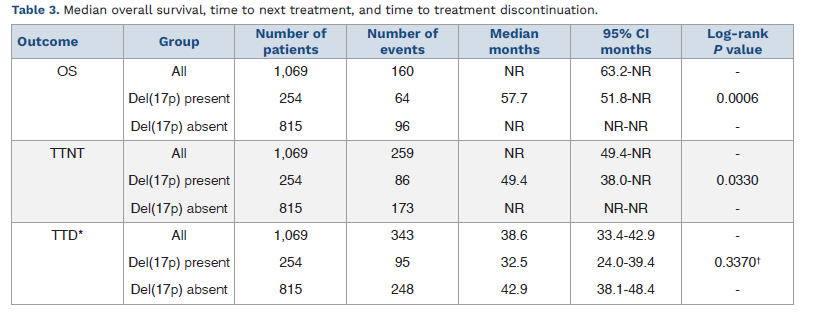 Table 3. Median overall survival, time to next treatment, and time to treatment discontinuation.
Outcome Group Number of patients Number of events Median months 95% CI months Log-rank P value
OS All 1,069 160 NR 63.2-NR -
Del(17p) present 254 64 57.7 51.8-NR 0.0006
Del(17p) absent 815 96 NR NR-NR -
TTNT All 1,069 259 NR 49.4-NR -
Del(17p) present 254 86 49.4 38.0-NR 0.0330
Del(17p) absent 815 173 NR NR-NR -
TTD* All 1,069 343 38.6 33.4-42.9 -
Del(17p) present 254 95 32.5 24.0-39.4 0.3370†
Del(17p) absent 815 248 42.9 38.1-48.4 -